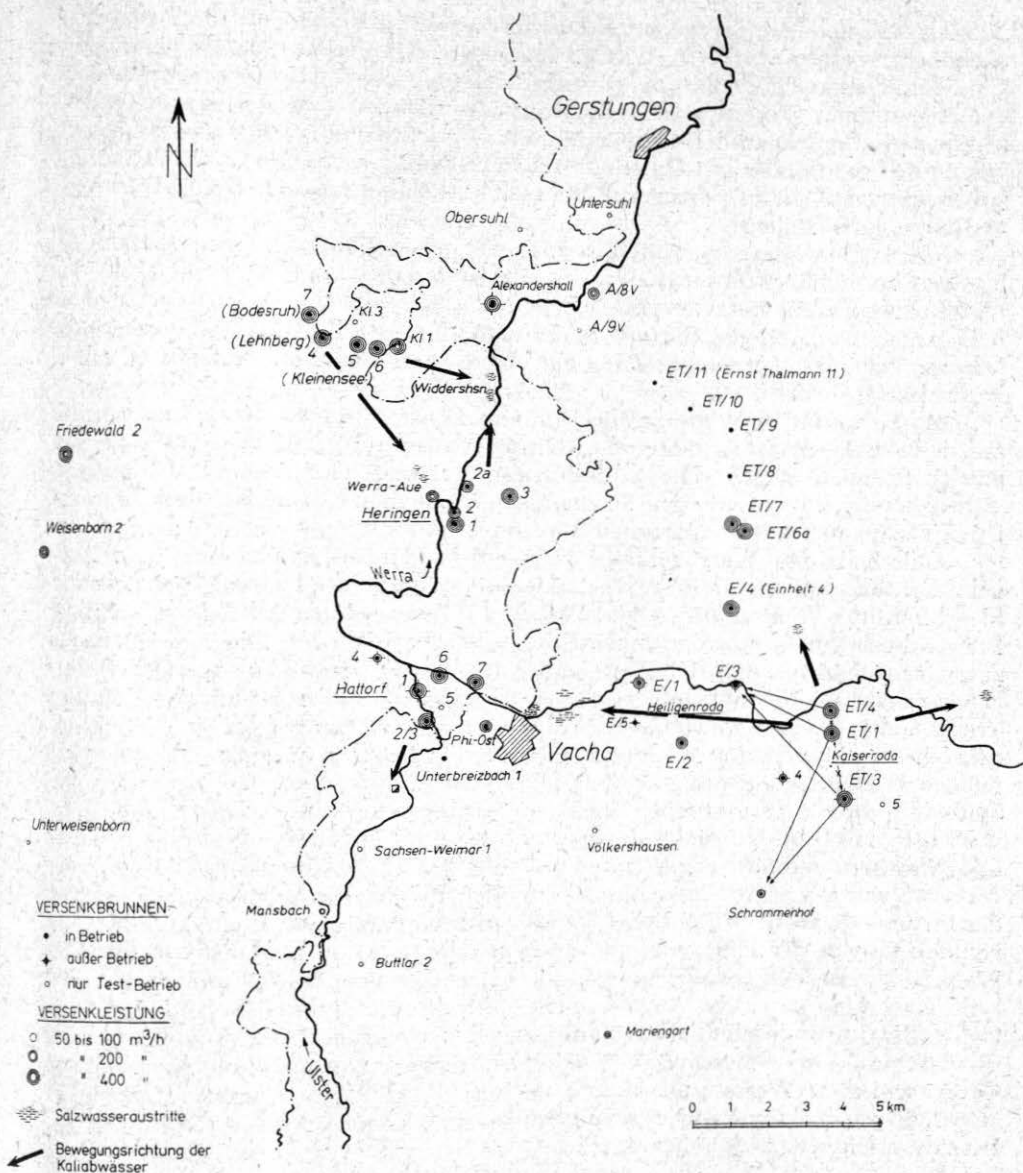 N
Gerstungen
Untersuhl
Obersuhl
Alexandershall
A/8v
A/9v
7
(Bodesruh)
Kl.3
(Lehnberg)
4
5
6
Kl 1
(Kleinensee)
Widdershsn.
ET/11 (Ernst Thälmann 11)
ET/10
ET/9
ET/8
ET/7
ET/6a
Friedewald 2
Weisenborn 2
Werra-Aue
2a
3
Heringen
2
1
Werra
E/4 (Einheit 4)
4
6
7
1
Hattorf
5
2/3
Phi-Ost
Vacha
Unterbreizbach 1
E/1
E/3
Heiligenroda
E/5
E/2
ET/4
ET/1
Kaiserroda
ET/3
4
5
Unterweisenborn
Sachsen-Weimar 1
Völkershausen
Schrammenhof
Mansbach
Buttlar 2
Mariengart
Ulster
VERSENKBRUNNEN
in Betrieb
außer Betrieb
nur Test-Betrieb
VERSENKLEISTUNG
50 bis 100 m³/h
" 200 "
" 400 "
Salzwasseraustritte
Bewegungsrichtung der
Kaliabwässer
0 1 2 3 4 5 km